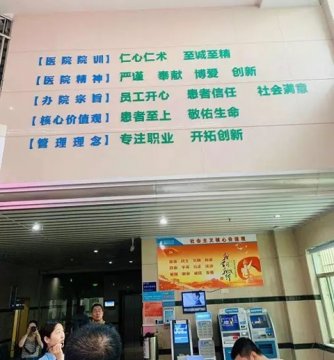 【医院院训】 仁心仁术 至诚至精
【医院精神】 严谨 奉献 博爱 创新
【办院宗旨】 员工开心 患者信任 社会满意
【核心价值观】 患者至上 敬佑生命
【管理理念】 专注职业 开拓创新
社会主义核心价值观